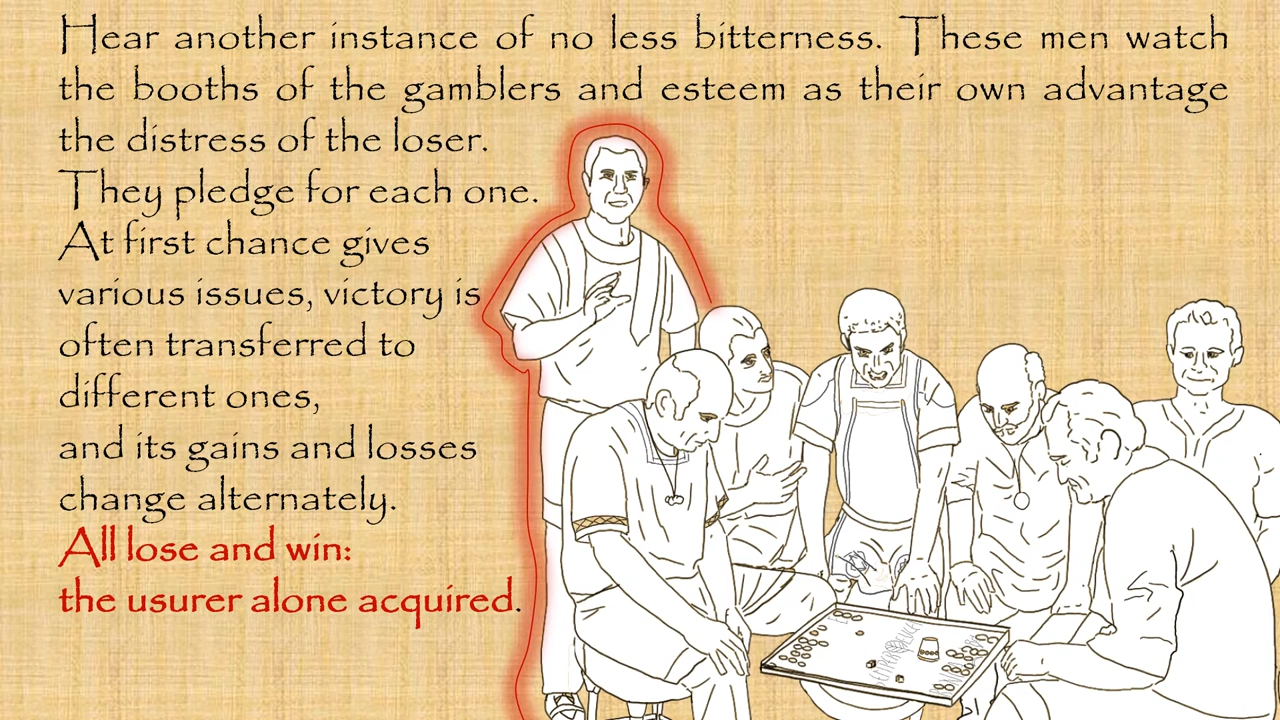 Hear another instance of no less bitterness. These men watch
the booths of the gamblers and esteem as their own advantage
the distress of the loser.
They pledge for each one.
At first chance gives
various issues, victory is
often transferred to
different ones,
and its gains and losses
change alternately.
All lose and win:
the usurer alone acquired.